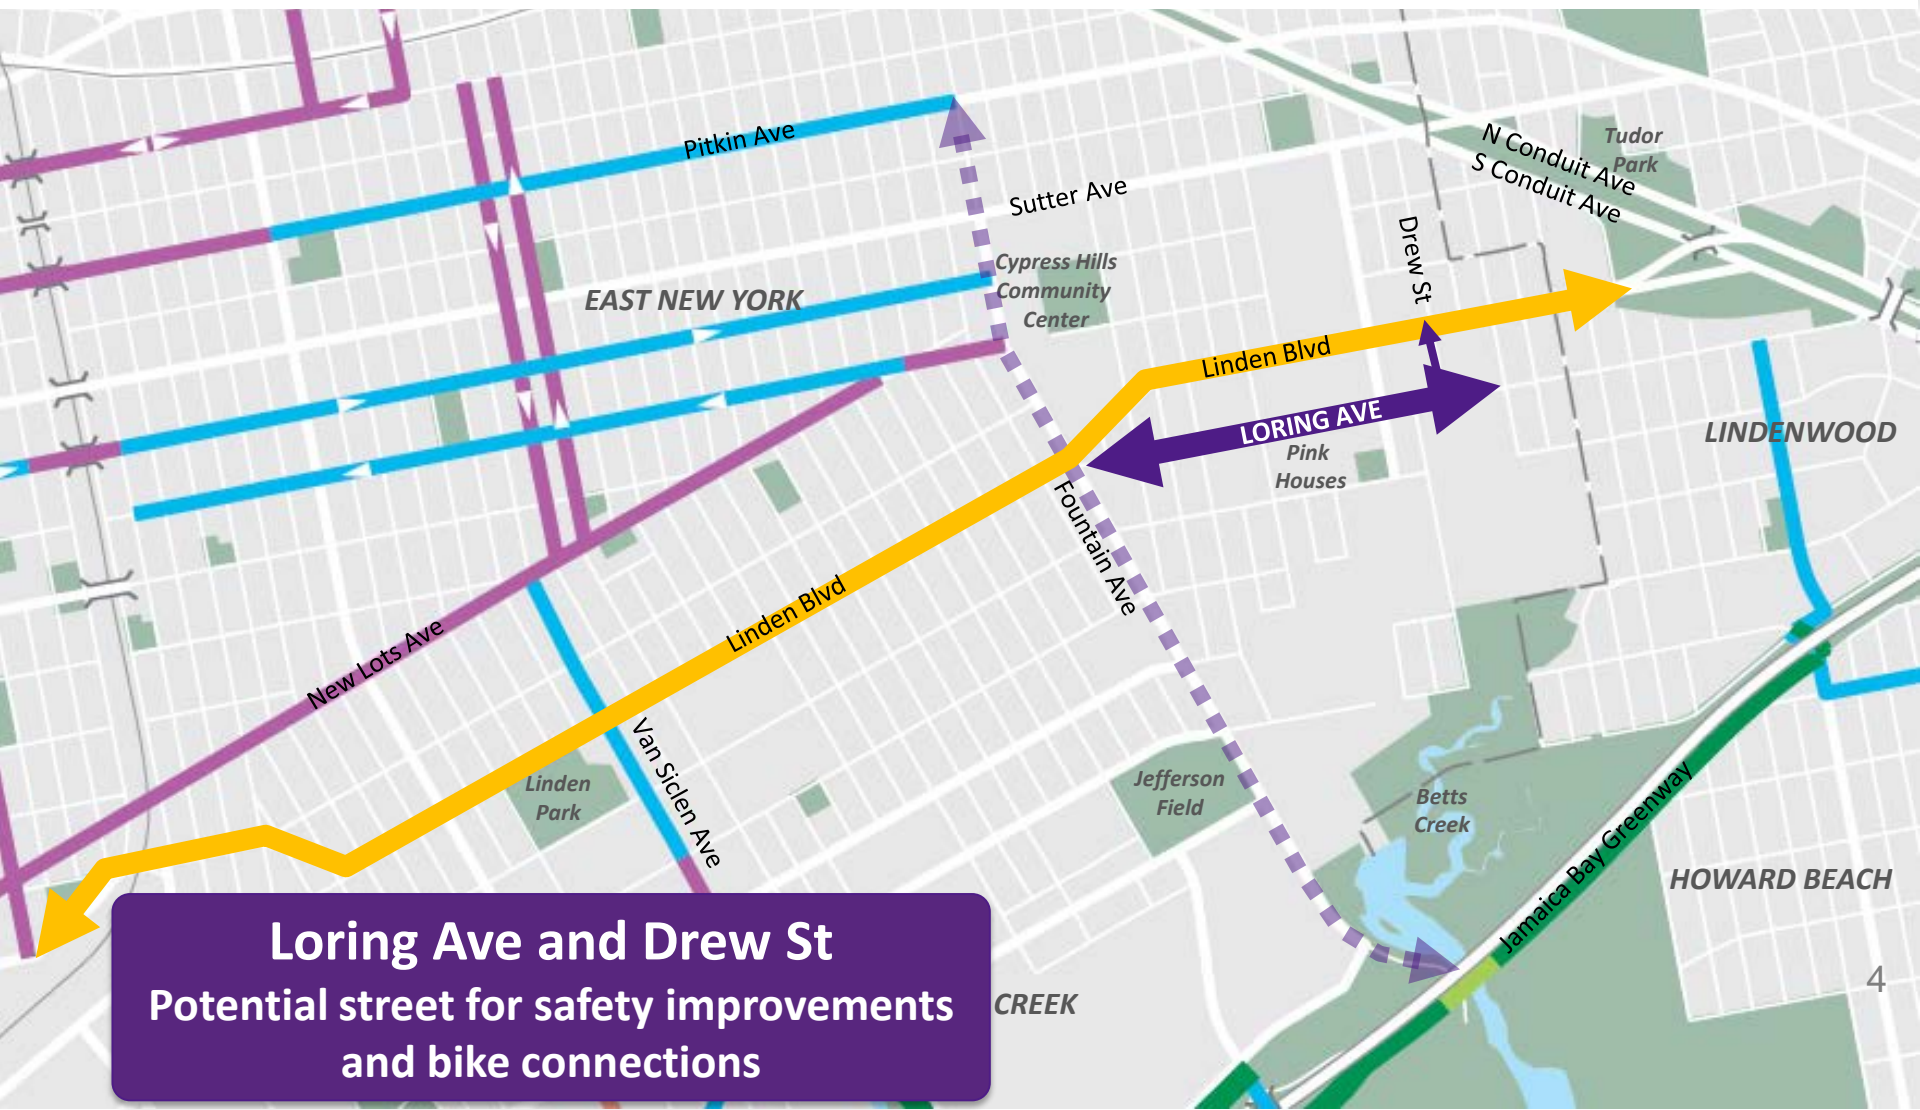 Pitkin Ave
N Conduit Ave
S Conduit Ave
Tudor
Park
Sutter Ave
Drew St
Cypress Hills
Community
Center
EAST NEW YORK
Linden Blvd
LORING AVE
Pink
Houses
LINDENWOOD
Fountain Ave
Linden Blvd
New Lots Ave
Van Siclen Ave
Linden
Park
Jefferson
Field
Betts
Creek
Jamaica Bay Greenway
HOWARD BEACH
CREEK
4
Loring Ave and Drew St
Potential street for safety improvements
and bike connections